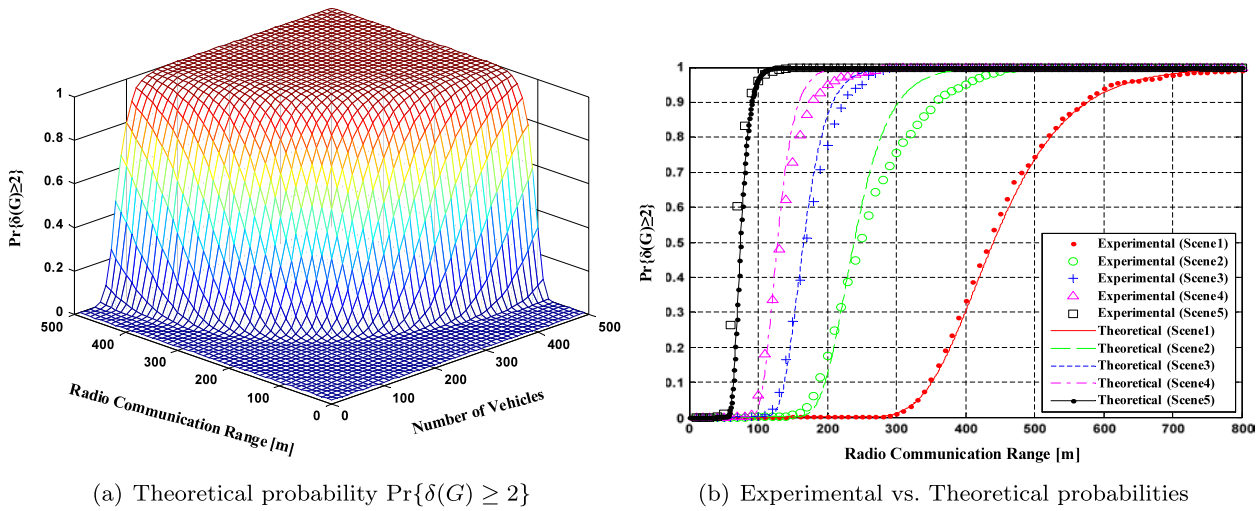 Pr{δ(G)≥2}
1
0.8
0.6
0.4
0.2
0
500
400
300
200
100
0
Radio Communication Range [m]
0
100
200
300
400
500
Number of Vehicles
(a) Theoretical probability Pr{δ(G) ≥ 2}
Pr{δ(G)≥2}
1
0.9
0.8
0.7
0.6
0.5
0.4
0.3
0.2
0.1
0
0 100 200 300 400 500 600 700 800
Radio Communication Range [m]
Experimental (Scene1)
Experimental (Scene2)
Experimental (Scene3)
Experimental (Scene4)
Experimental (Scene5)
Theoretical (Scene1)
Theoretical (Scene2)
Theoretical (Scene3)
Theoretical (Scene4)
Theoretical (Scene5)
(b) Experimental vs. Theoretical probabilities